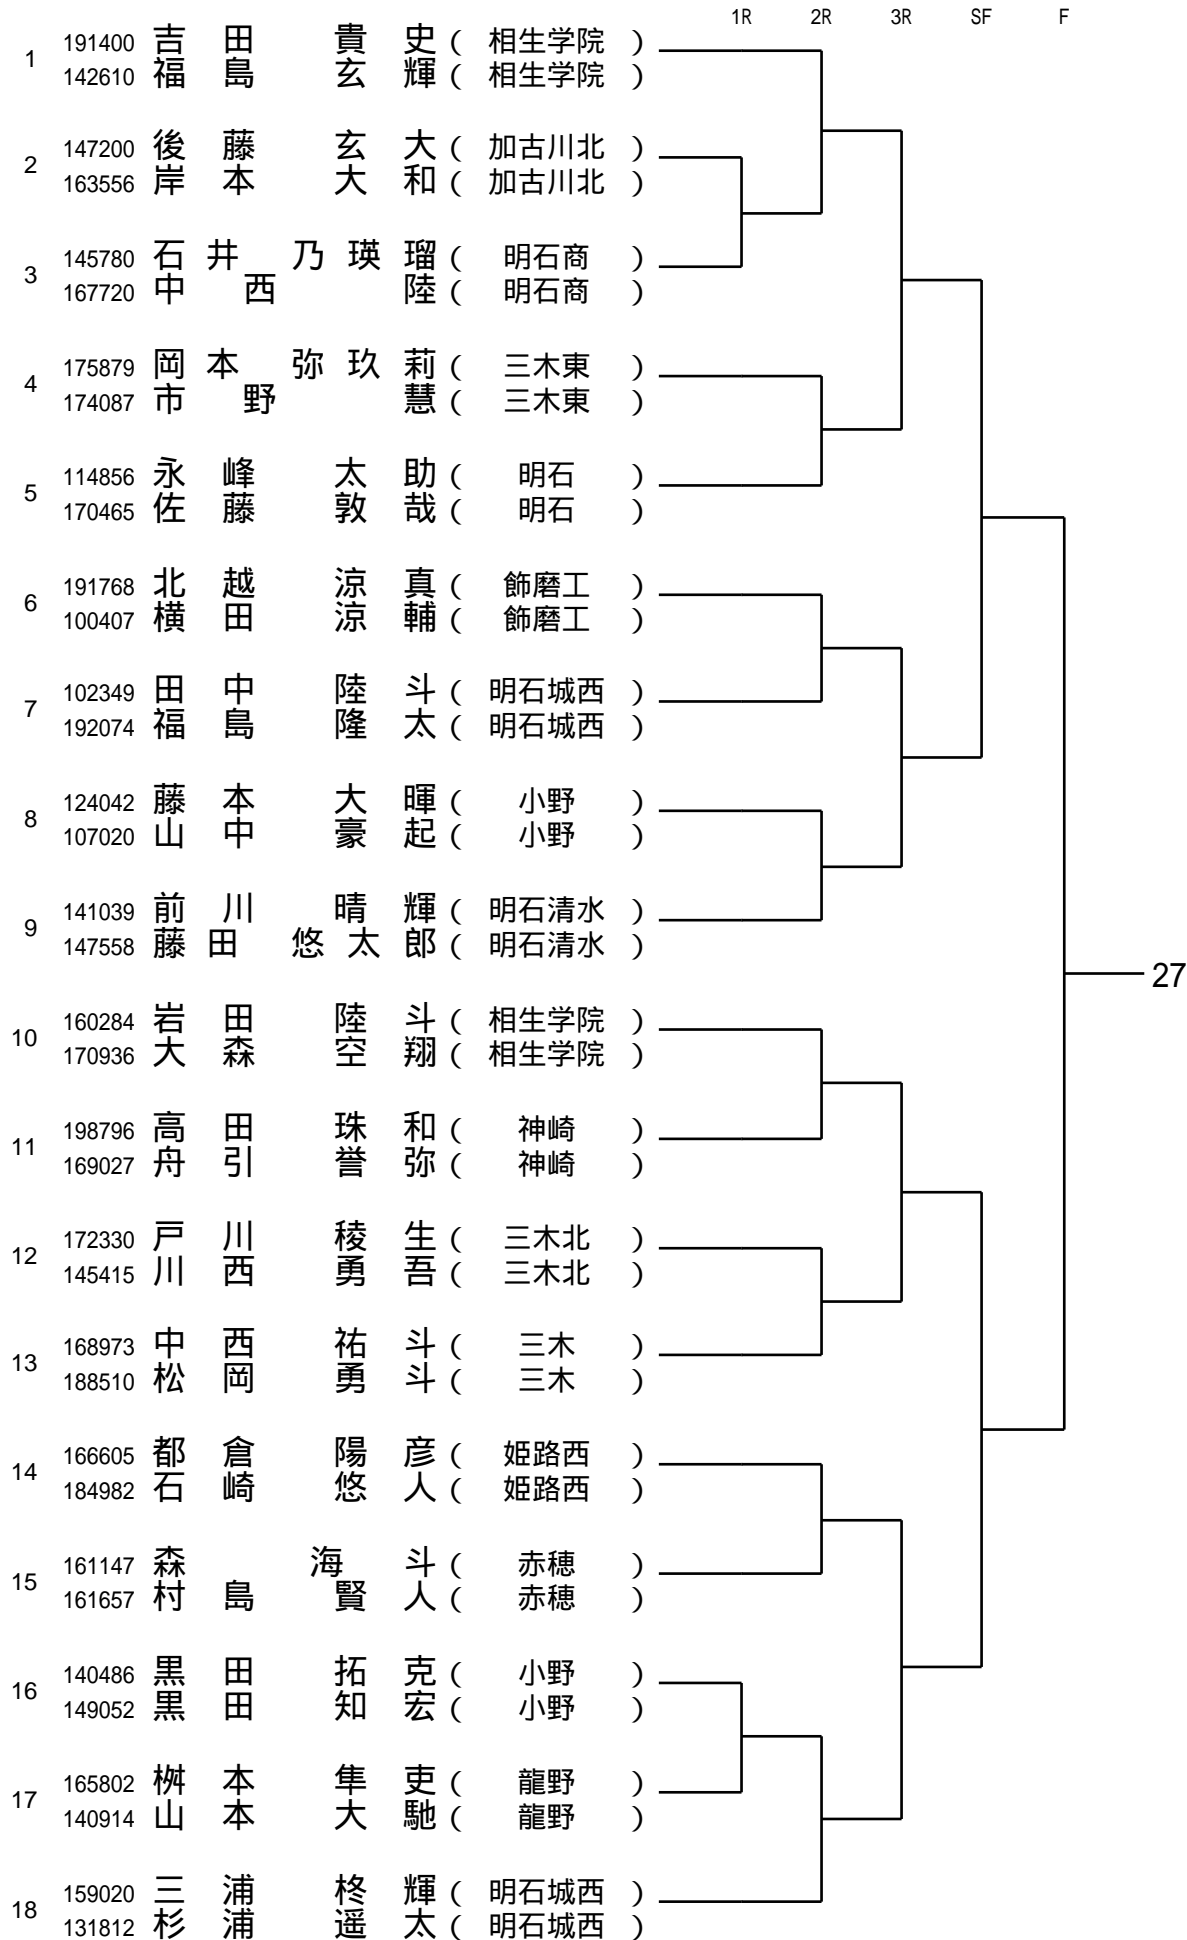 1R 2R 3R SF F
191400 吉田 貴史 ( 相生学院 )
1
142610 福島 玄輝 ( 相生学院 )
147200 後藤 玄大 ( 加古川北 )
2
163556 岸本 大和 ( 加古川北 )
145780 石井 乃瑛瑠 ( 明石商 )
3
167720 中西 陸 ( 明石商 )
175879 岡本 弥玖莉 ( 三木東 )
4
174087 市野 慧 ( 三木東 )
114856 永峰 太助 ( 明石 )
5
170465 佐藤 敦哉 ( 明石 )
191768 北越 涼真 ( 飾磨工 )
6
100407 横田 涼輔 ( 飾磨工 )
102349 田中 陸斗 ( 明石城西 )
7
192074 福島 隆太 ( 明石城西 )
124042 藤本 大暉 ( 小野 )
8
107020 山中 豪起 ( 小野 )
141039 前川 晴輝 ( 明石清水 )
9
147558 藤田 悠太郎 ( 明石清水 )
27
160284 岩田 陸斗 ( 相生学院 )
10
170936 大森 空翔 ( 相生学院 )
198796 高田 珠和 ( 神崎 )
11
169027 舟引 誉弥 ( 神崎 )
172330 戸川 稜生 ( 三木北 )
12
145415 川西 勇吾 ( 三木北 )
168973 中西 祐斗 ( 三木 )
13
188510 松岡 勇斗 ( 三木 )
166605 都倉 陽彦 ( 姫路西 )
14
184982 石崎 悠人 ( 姫路西 )
161147 森 海斗 ( 赤穂 )
15
161657 村島 賢人 ( 赤穂 )
140486 黒田 拓克 ( 小野 )
16
149052 黒田 知宏 ( 小野 )
165802 桝本 隼吏 ( 龍野 )
17
140914 山本 大馳 ( 龍野 )
159020 三浦 柊輝 ( 明石城西 )
18
131812 杉浦 遥太 ( 明石城西 )